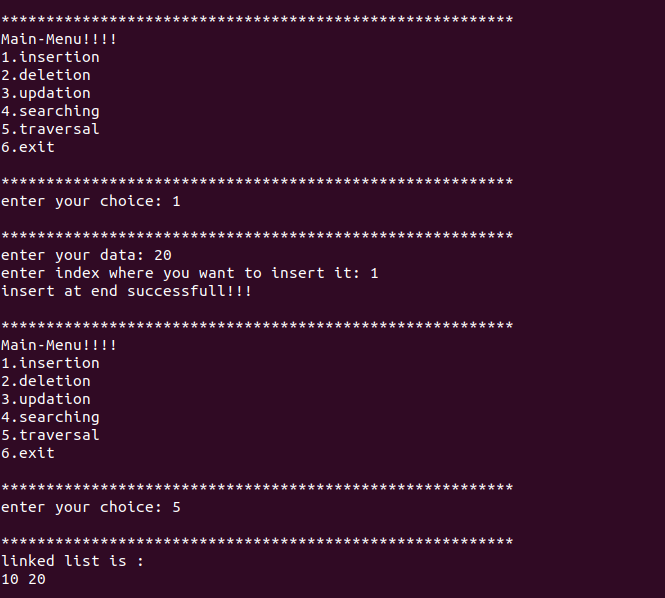 *********************************************************
Main-Menu!!!!
1.insertion
2.deletion
3.updation
4.searching
5.traversal
6.exit
*********************************************************
enter your choice: 1
*********************************************************
enter your data: 20
enter index where you want to insert it: 1
insert at end successfull!!!
*********************************************************
Main-Menu!!!!
1.insertion
2.deletion
3.updation
4.searching
5.traversal
6.exit
*********************************************************
enter your choice: 5
*********************************************************
linked list is :
10 20